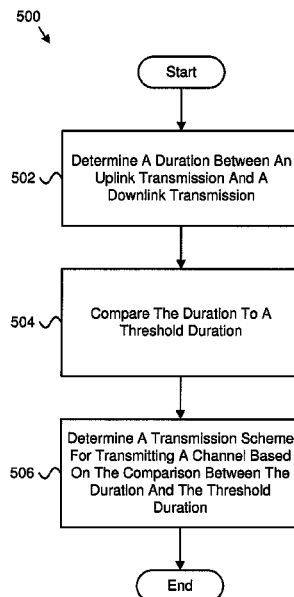 500
Start
502
Determine A Duration Between An
Uplink Transmission And A
Downlink Transmission
504
Compare The Duration To A
Threshold Duration
506
Determine A Transmission Scheme
For Transmitting A Channel Based
On The Comparison Between The
Duration And The Threshold
Duration
End